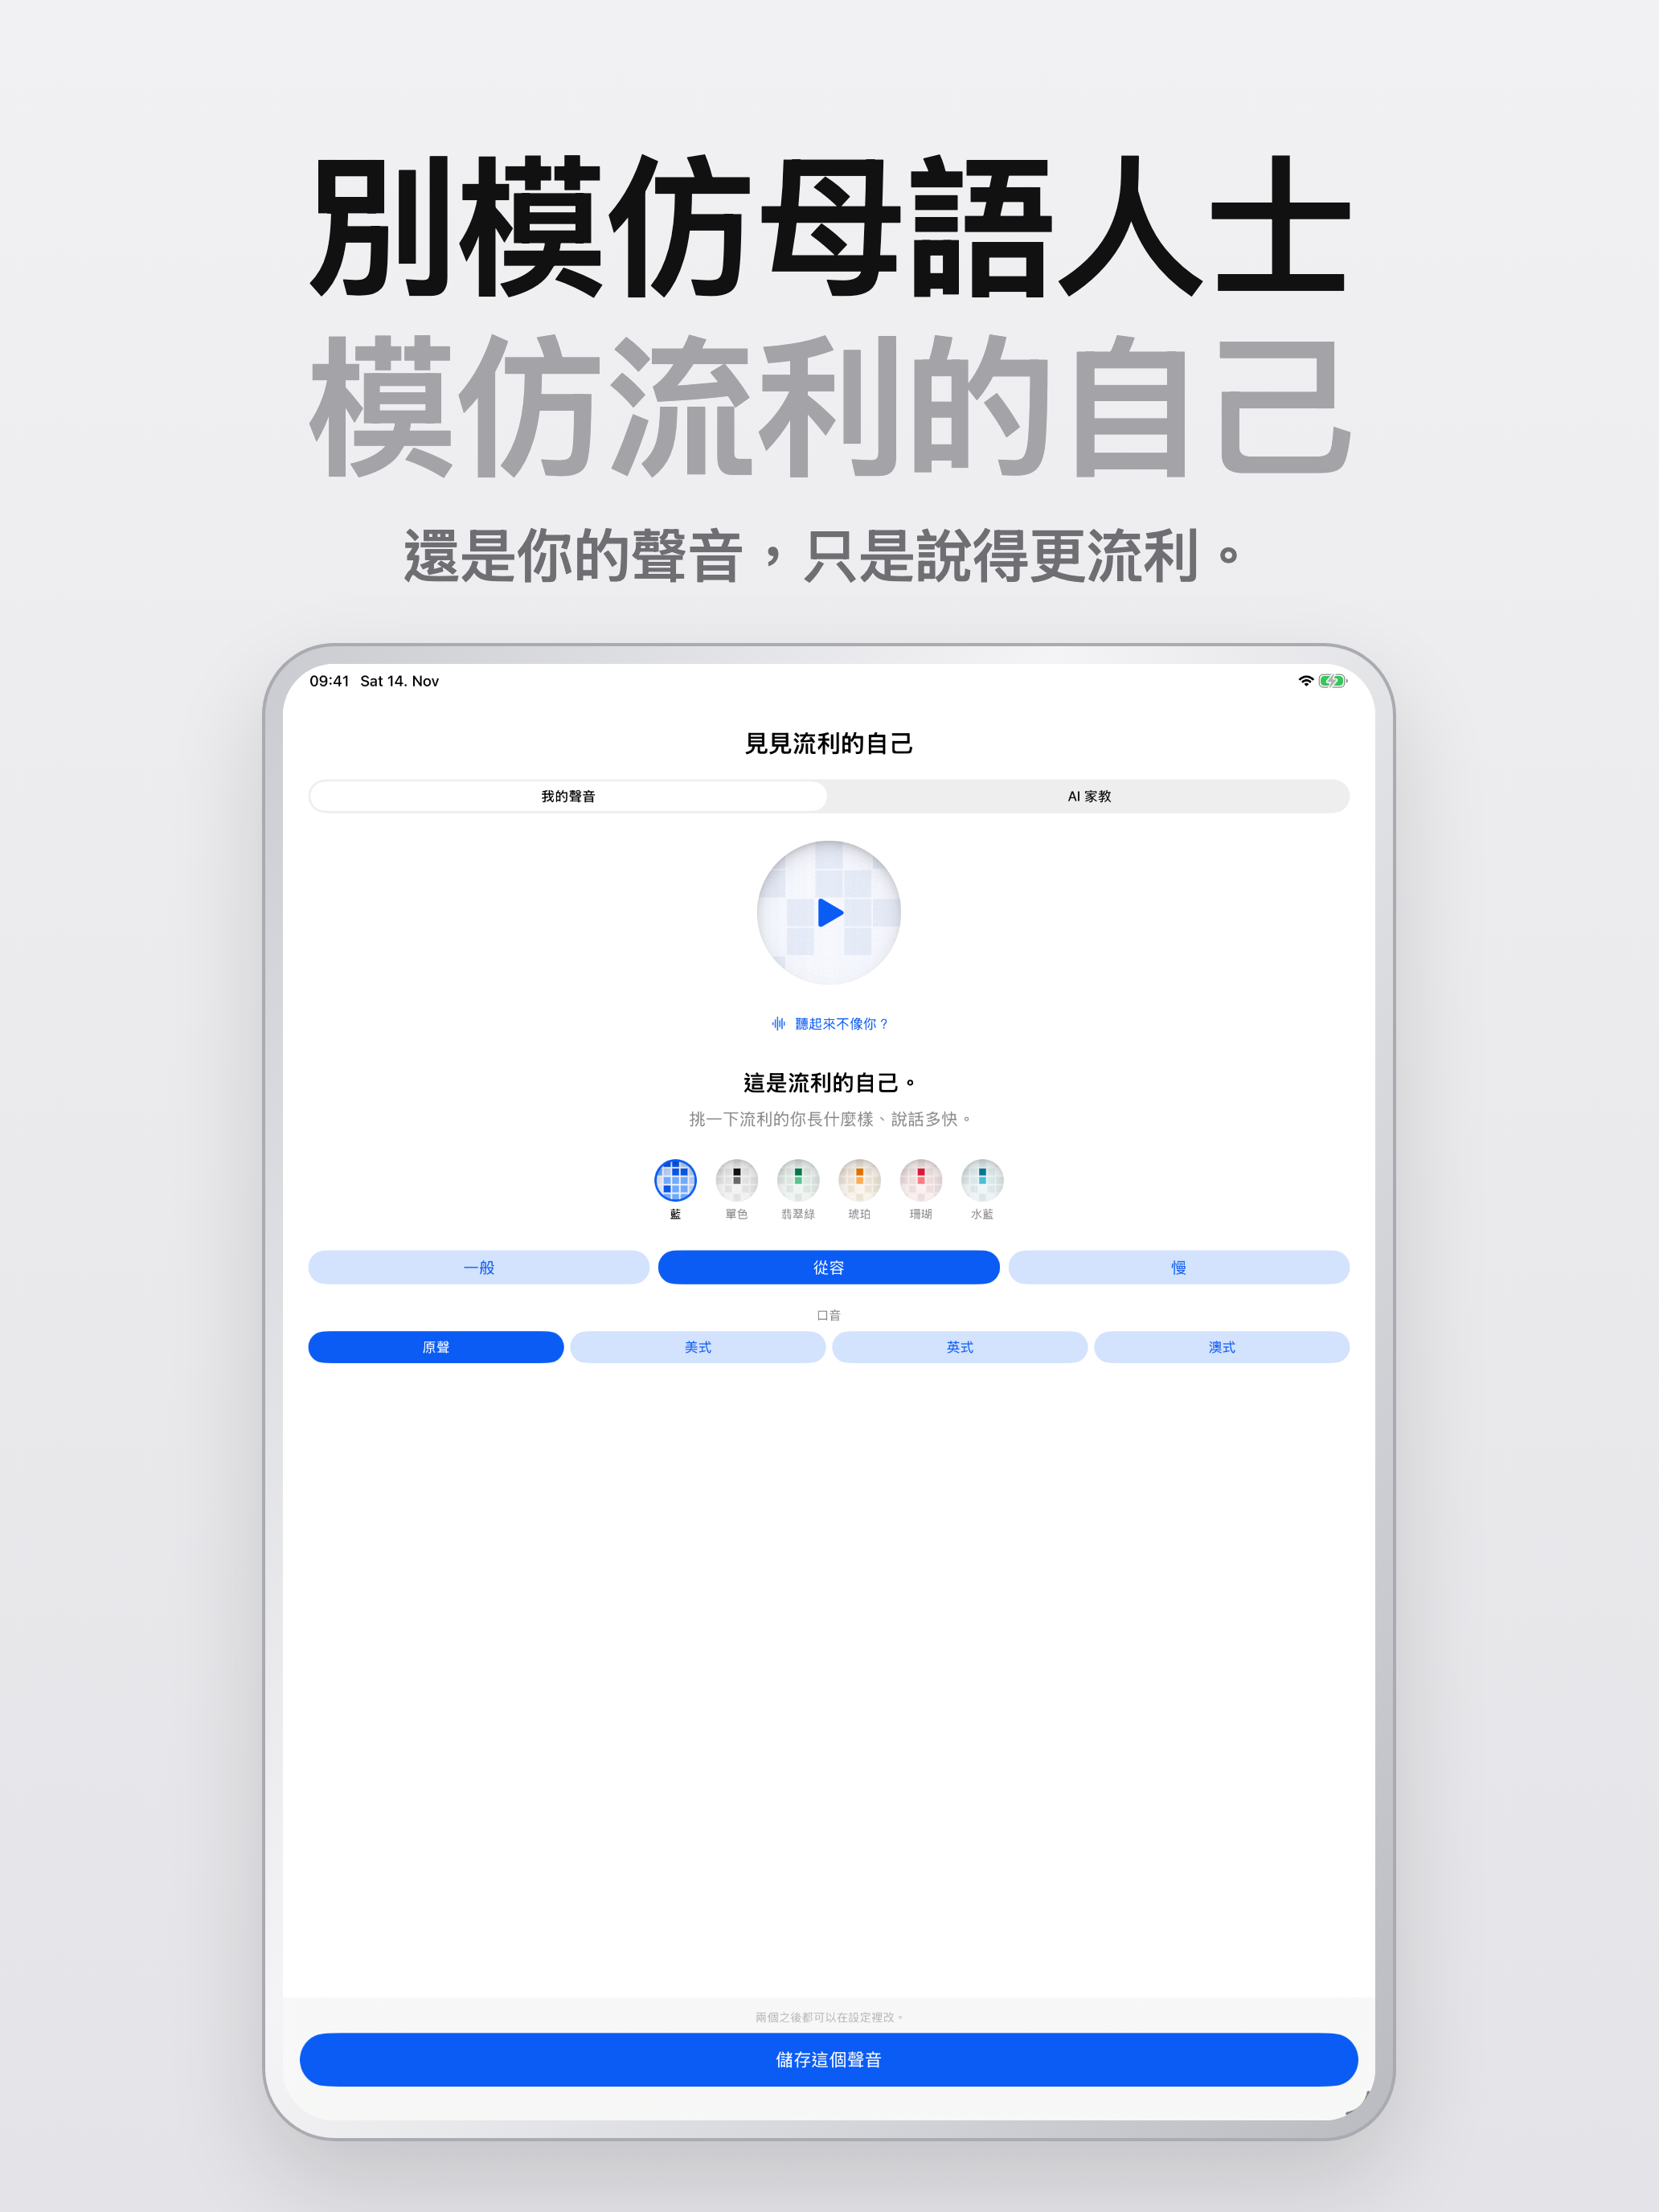 別模仿母語人士
模仿流利的自己
還是你的聲音，只是說得更流利。
09:41 Sat 14. Nov
見見流利的自己
我的聲音
AI 家教
聽起來不像你？
這是流利的自己。
挑一下流利的你長什麼樣、說話多快。
藍
單色
翡翠綠
琥珀
珊瑚
水藍
一般
從容
慢
口音
原聲
美式
英式
澳式
兩個之後都可以在設定裡改。
儲存這個聲音